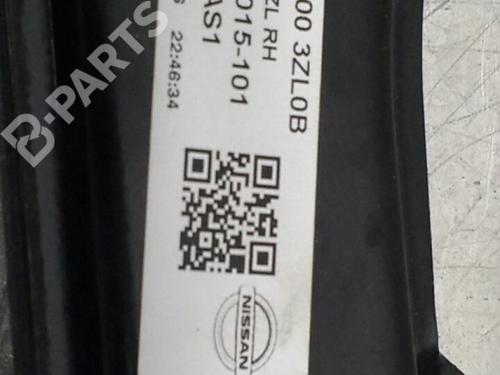 00 3ZL0B
ZL RH
015-101
AS1
22:46:34
NISSAN
B-PARTS